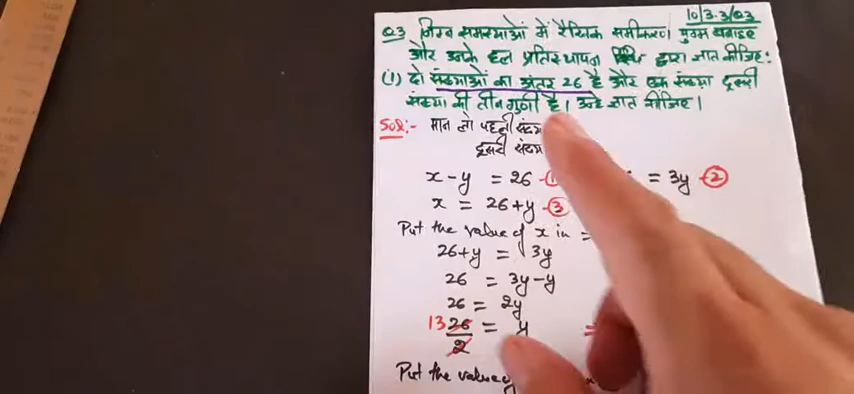 10/3.3/Q3
Q3 निम्न समस्याओं में रैखिक समीकरण युग्म बनाइए
और उनके हल प्रतिस्थापन विधि द्वारा ज्ञात कीजिए:
(1) दो संख्याओं का अंतर 26 है और एक संख्या दूसरी
संख्या की तीन गुणी है। उन्हें ज्ञात कीजिए।
Sol:- मान लो पहली
दूसरी
x - y = 26 -① = 3y -②
x = 26+y -③
Put the value of x in =
26+y = 3y
26 = 3y-y
26 = 2y
13 26/2 = y =
Put the value